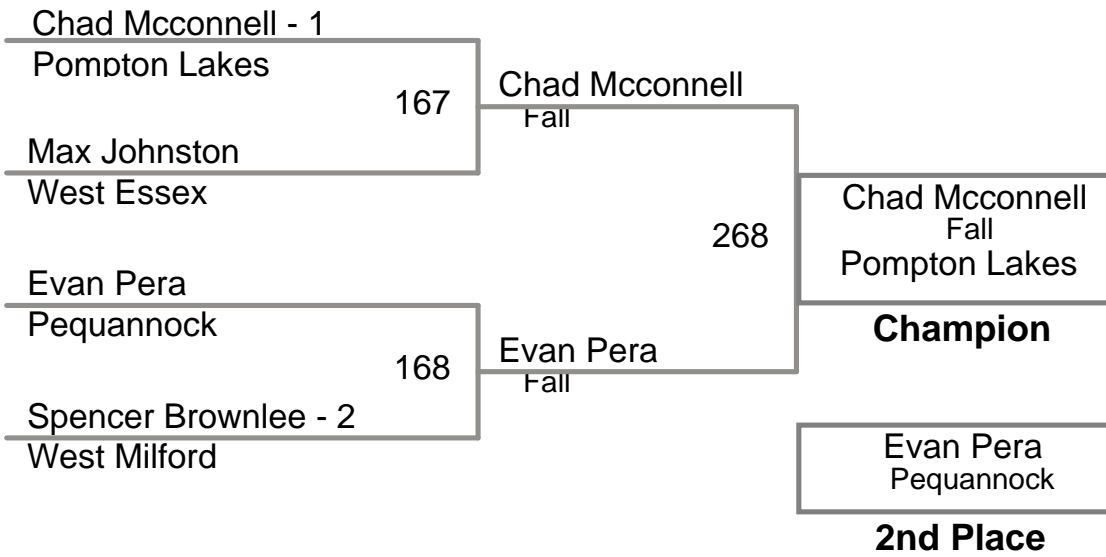 Chad Mcconnell - 1
Pompton Lakes
167
Max Johnston
West Essex
Evan Pera
Pequannock
168
Spencer Brownlee - 2
West Milford
Chad Mcconnell
Fall
268
Evan Pera
Fall
Chad Mcconnell
Fall
Pompton Lakes
Champion
Evan Pera
Pequannock
2nd Place